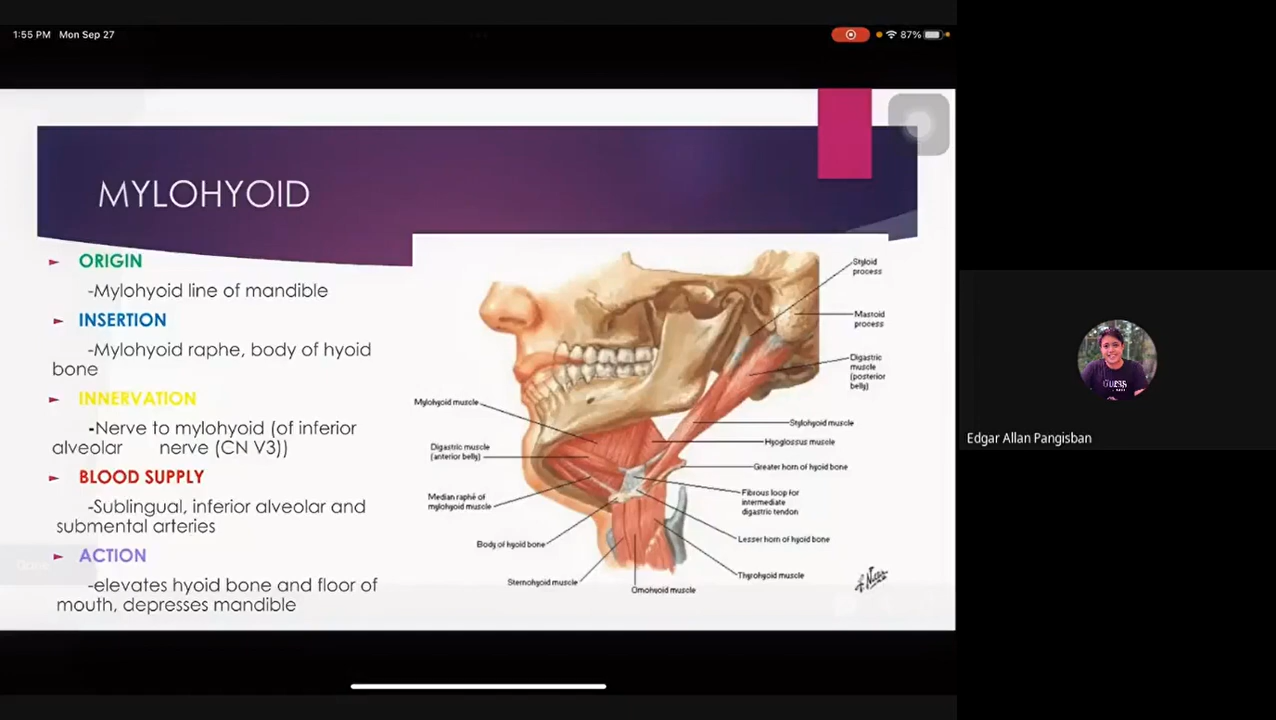 1:55 PM Mon Sep 27
87%
MYLOHYOID
ORIGIN
-Mylohyoid line of mandible
INSERTION
-Mylohyoid raphe, body of hyoid
bone
INNERVATION
-Nerve to mylohyoid (of inferior
alveolar nerve (CN V3))
BLOOD SUPPLY
-Sublingual, inferior alveolar and
submental arteries
ACTION
-elevates hyoid bone and floor of
mouth, depresses mandible
Styloid
process
Mastoid
process
Digastric
muscle
(posterior
belly)
Mylohyoid muscle
Stylohyoid muscle
Hyoglossus muscle
Digastric muscle
(anterior belly)
Greater horn of hyoid bone
Median raphé of
mylohyoid muscle
Fibrous loop for
intermediate
digastric tendon
Body of hyoid bone
Lesser horn of hyoid bone
Sternohyoid muscle
Thyrohyoid muscle
Omohyoid muscle
GUESS
Edgar Allan Pangisban